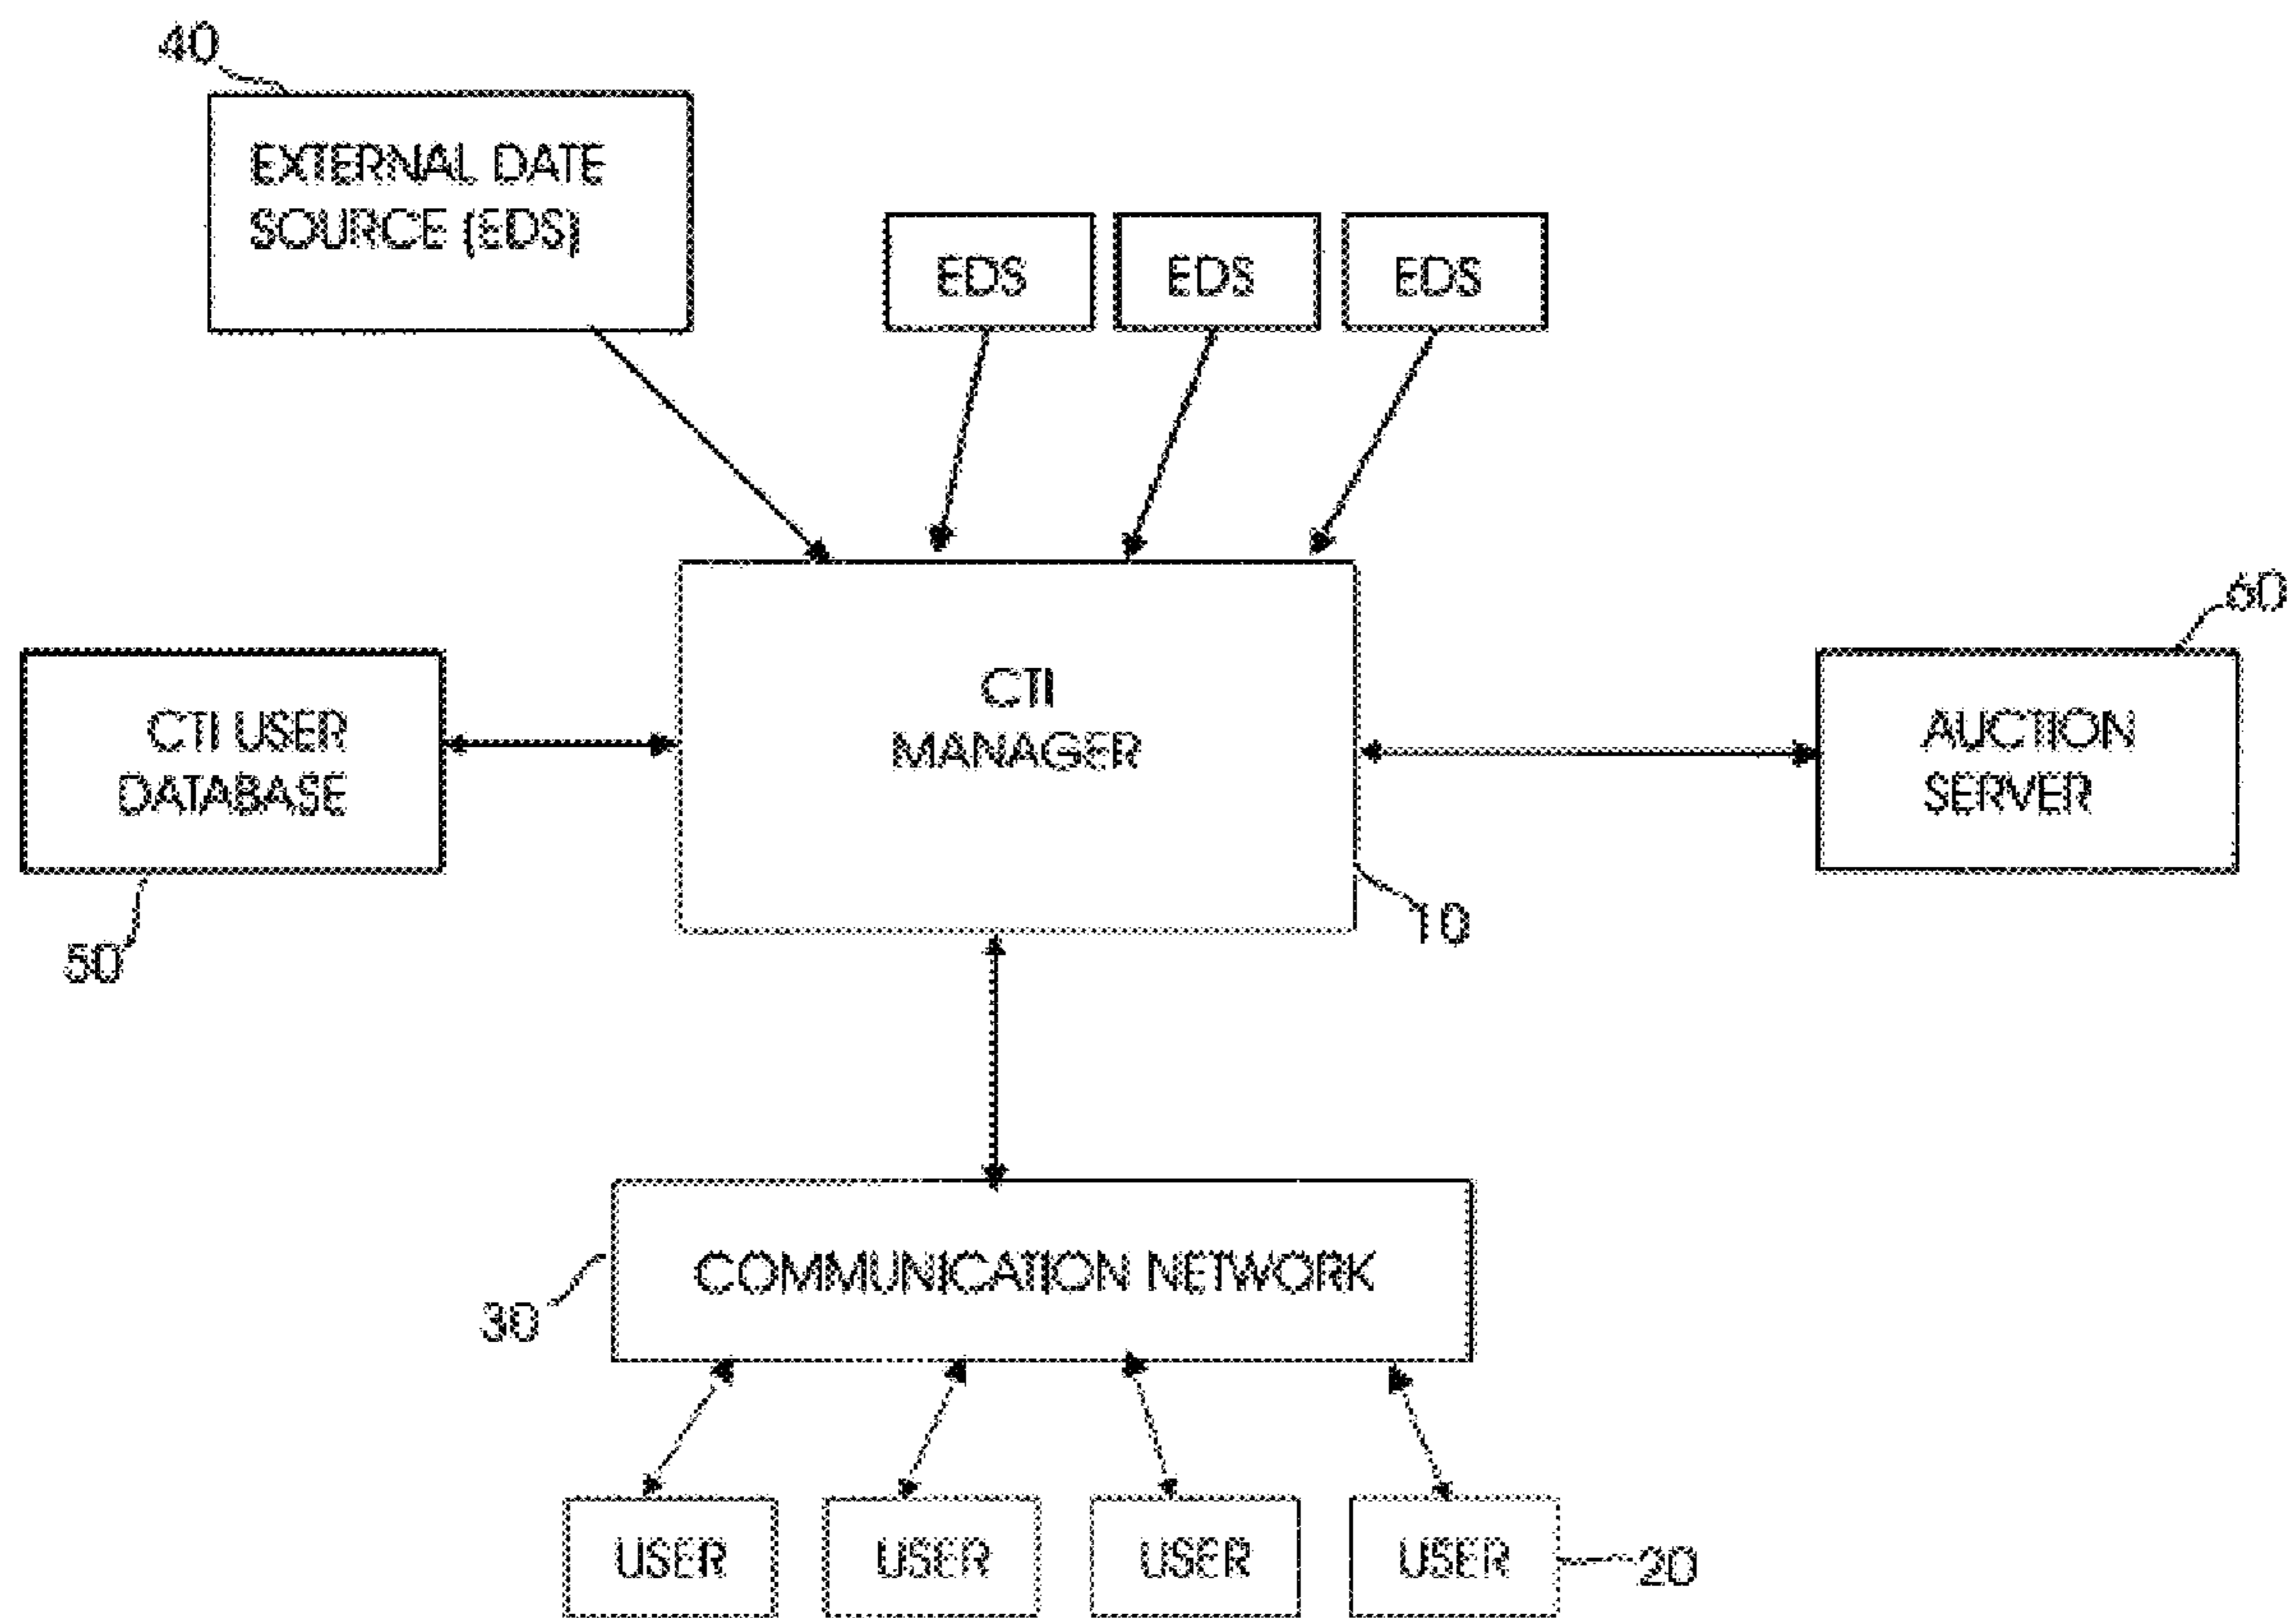 40
EXTERNAL DATE
SOURCE (EDS)
EDS
EDS
EDS
60
CTI USER
DATABASE
CTI
MANAGER
AUCTION
SERVER
50
10
COMMUNICATION NETWORK
30
USER
USER
USER
USER
20